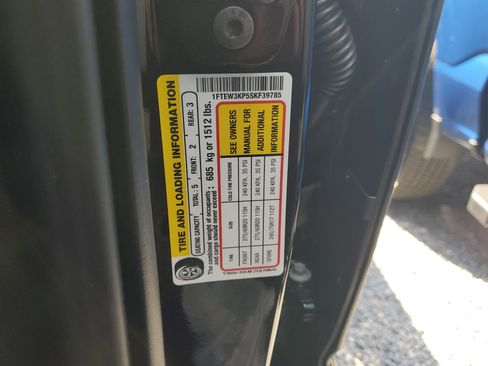 1FTEW3KP5SKF39785
TIRE AND LOADING INFORMATION
SEATING CAPACITY TOTAL: 5 FRONT: 2 REAR: 3
The combined weight of occupants
and cargo should never exceed: 685 kg or 1512 lbs.
TIRE SIZE COLD TIRE PRESSURE
FRONT 275/60R20 115H 240 KPA, 35 PSI
REAR 275/60R20 115H 240 KPA, 35 PSI
SPARE 245/75R17 112T 240 KPA, 35 PSI
SEE OWNERS
MANUAL FOR
ADDITIONAL
INFORMATION